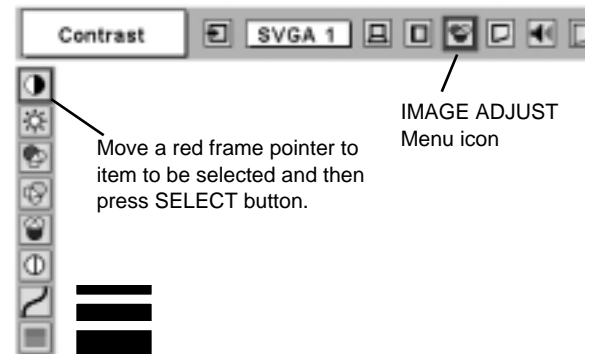 Contrast SVGA 1
IMAGE ADJUST
Menu icon
Move a red frame pointer to
item to be selected and then
press SELECT button.